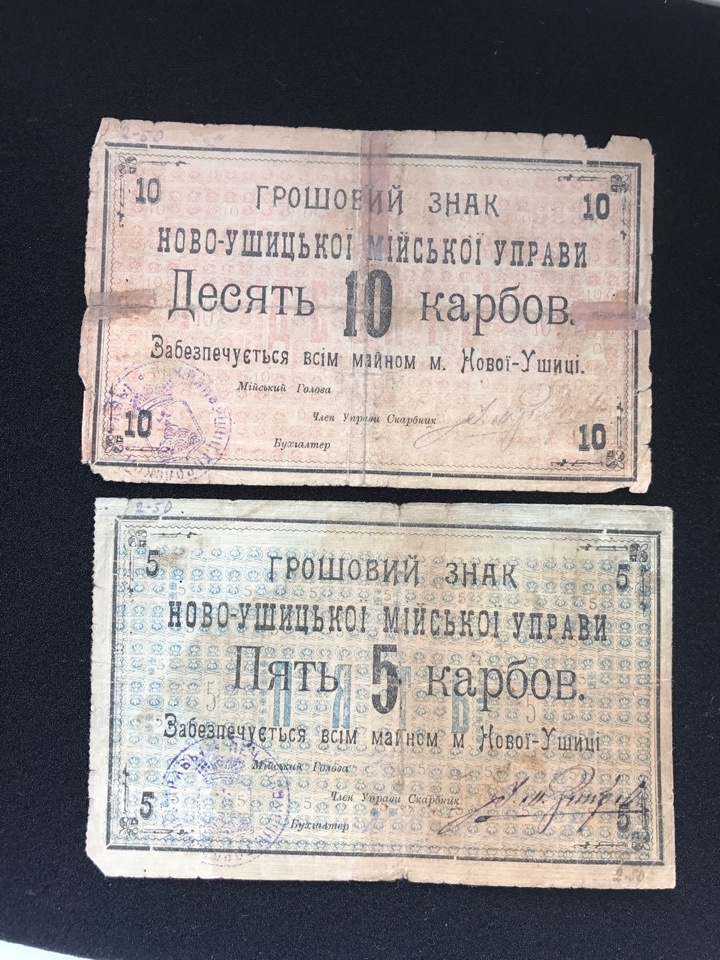 2-50
10 10
ГРОШОВИЙ ЗНАК
НОВО-УШИЦЬКОЇ МІЙСЬКОЇ УПРАВИ
Десять 10 карбов.
Забезпечується всім майном м. Нової-Ушиці.
Мійський Голова
Член Управи Скарбник
Бухгалтер
10 10
2-50
5 5
ГРОШОВИЙ ЗНАК
НОВО-УШИЦЬКОЇ МІЙСЬКОЇ УПРАВИ
Пять 5 карбов.
Забезпечується всім майном м Нової-Ушиці
Мійський Голова
Член Управи Скарбник
Бухгалтер
5 5
2-50